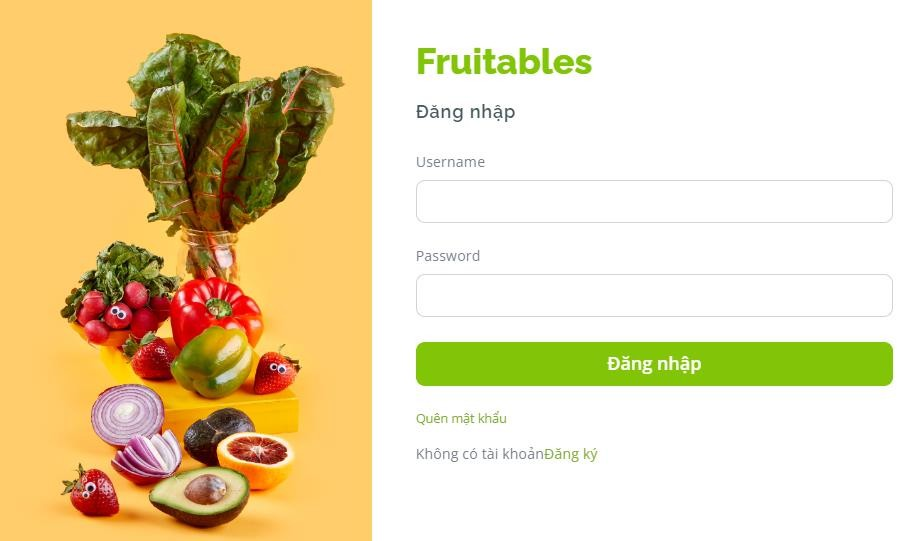 Fruitables
Đăng nhập
Username
Password
Đăng nhập
Quên mật khẩu
Không có tài khoảnĐăng ký